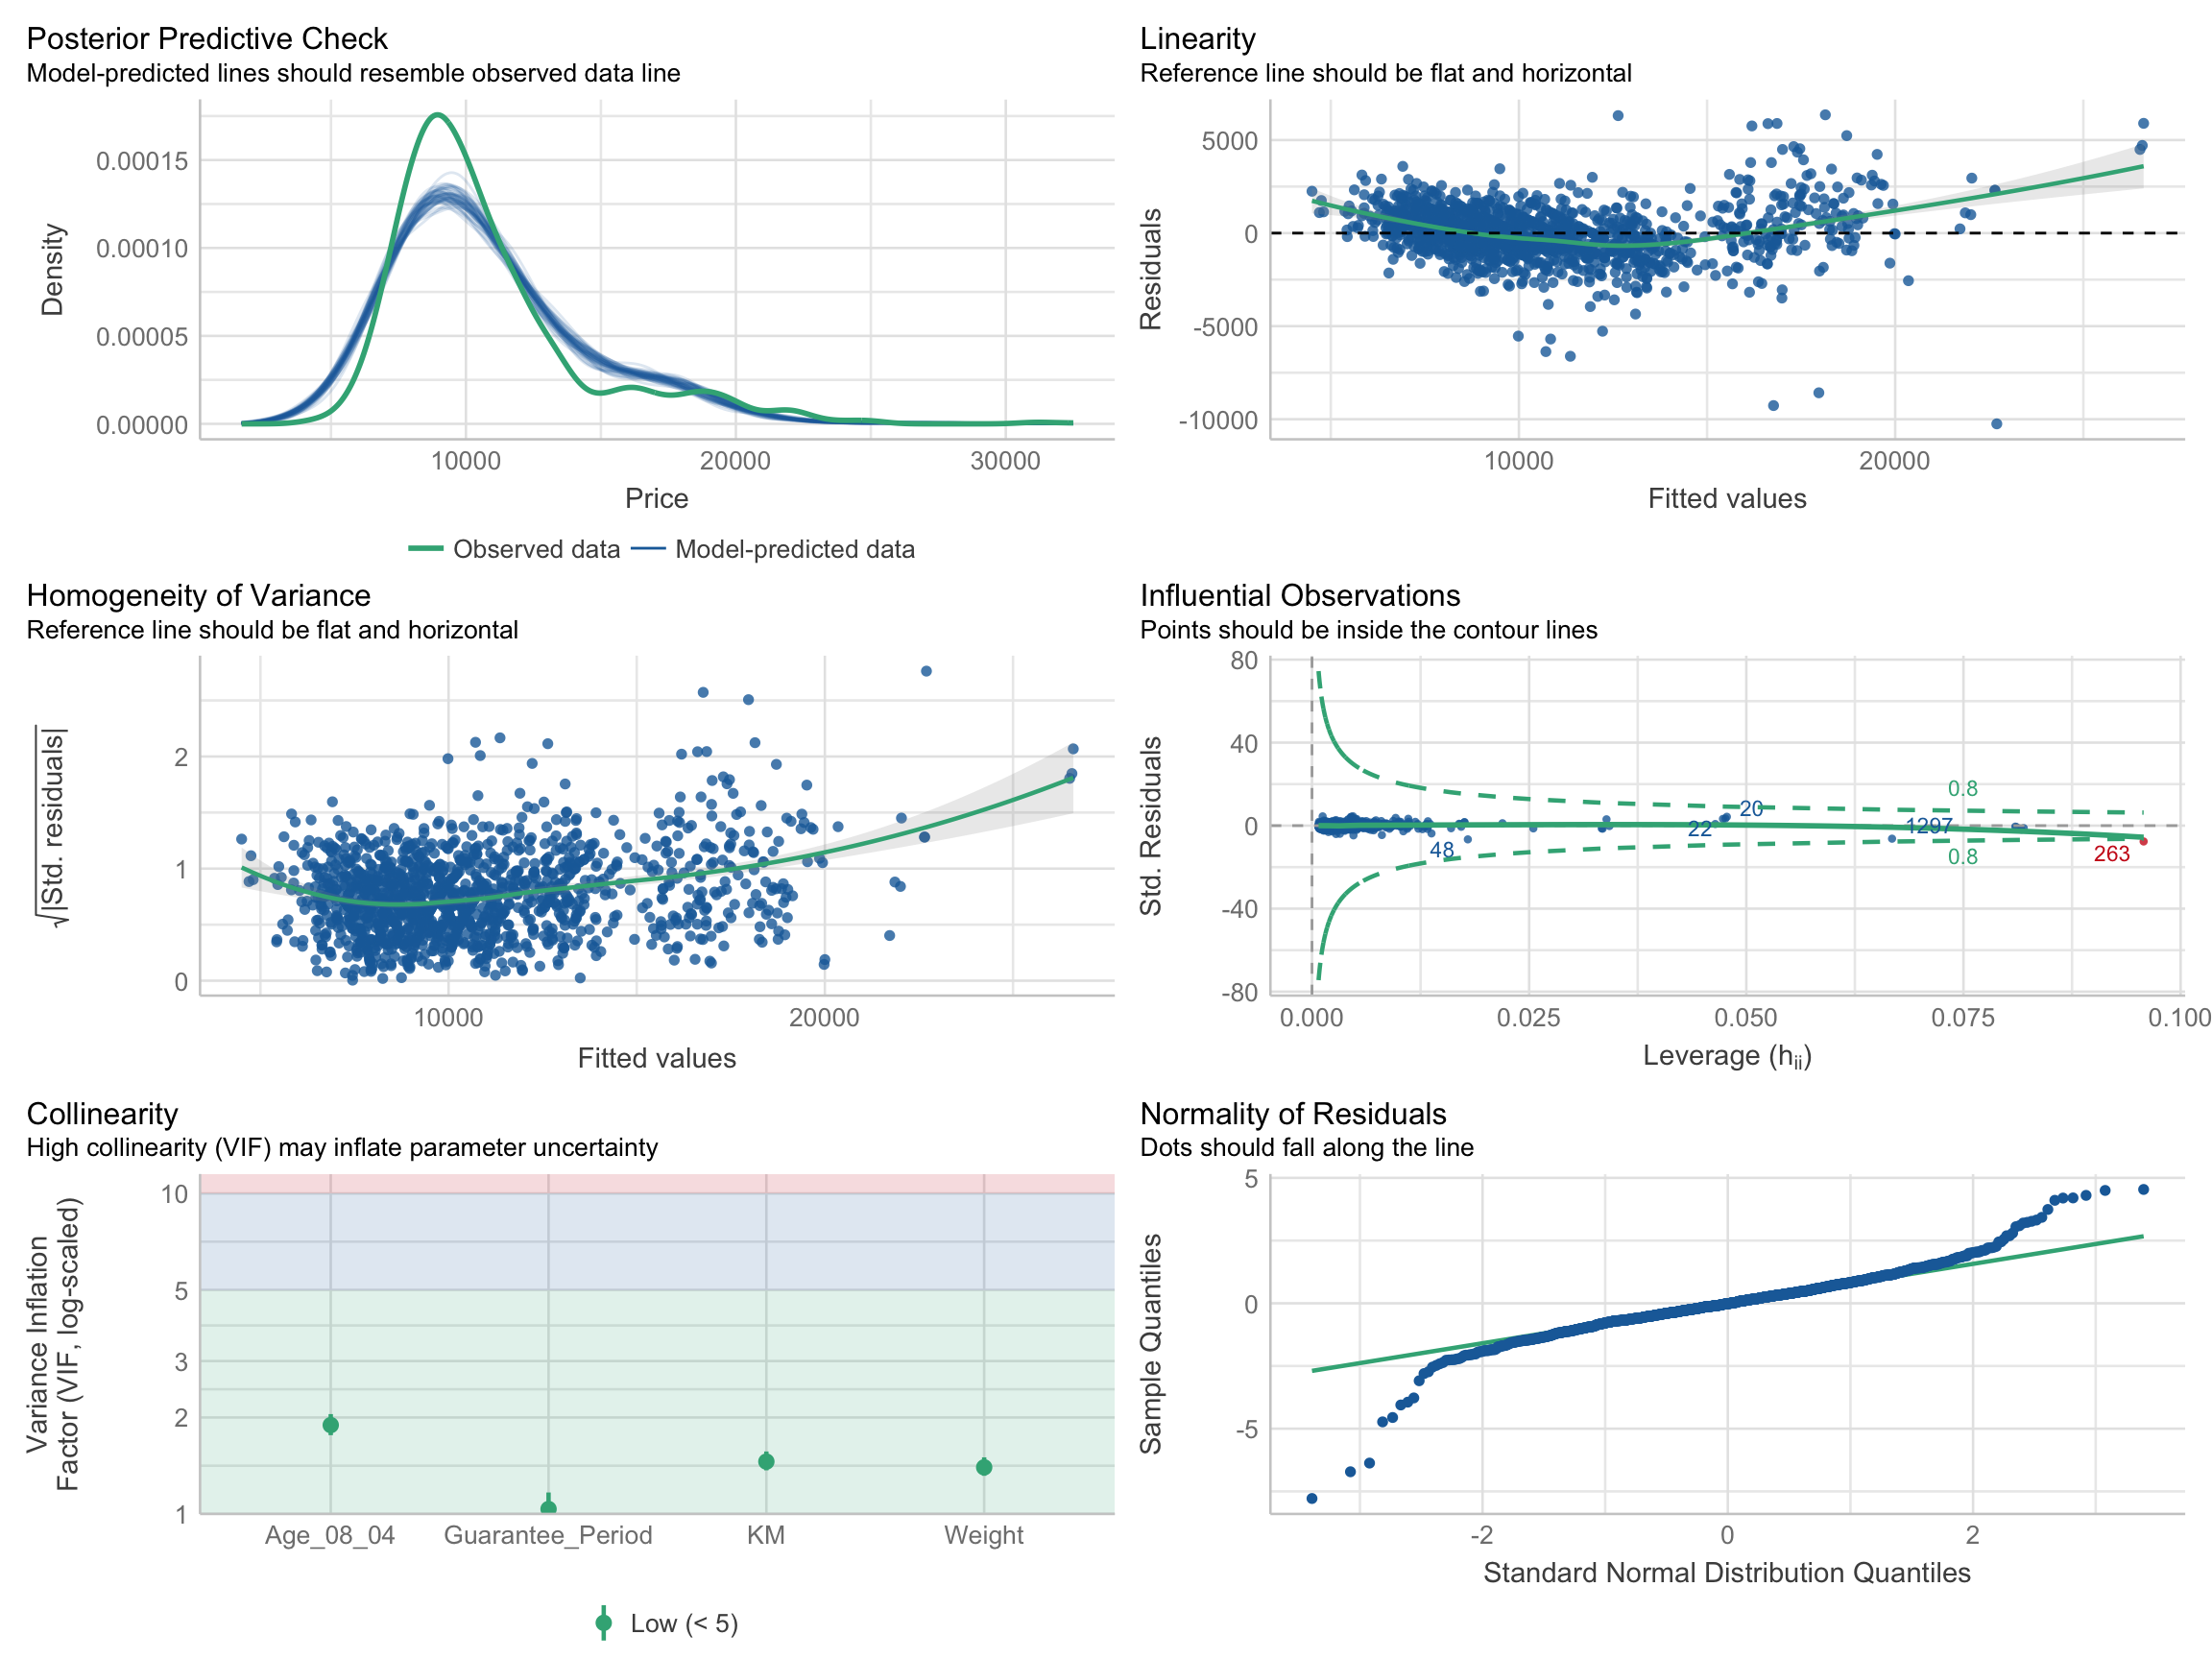 Posterior Predictive Check
Model-predicted lines should resemble observed data line
Density
0.00015
0.00010
0.00005
0.00000
10000 20000 30000
Price
Observed data Model-predicted data
Linearity
Reference line should be flat and horizontal
Residuals
5000
0
-5000
-10000
10000 20000
Fitted values
Homogeneity of Variance
Reference line should be flat and horizontal
√|Std. residuals|
2
1
0
10000 20000
Fitted values
Influential Observations
Points should be inside the contour lines
Std. Residuals
80
40
0
-40
-80
0.8
20
22
1297
48
0.8
263
0.000 0.025 0.050 0.075 0.100
Leverage (hii)
Collinearity
High collinearity (VIF) may inflate parameter uncertainty
Variance Inflation
Factor (VIF, log-scaled)
10
5
3
2
1
Age_08_04 Guarantee_Period KM Weight
Low (< 5)
Normality of Residuals
Dots should fall along the line
Sample Quantiles
5
0
-5
-2 0 2
Standard Normal Distribution Quantiles